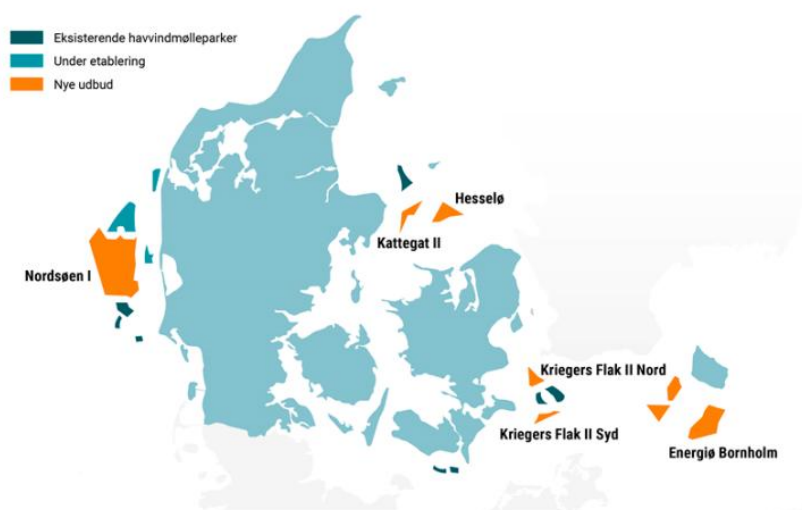 Eksisterende havvindmølleparker
Under etablering
Nye udbud
Hesselø
Kattegat II
Nordsøen I
Kriegers Flak II Nord
Kriegers Flak II Syd
Energiø Bornholm